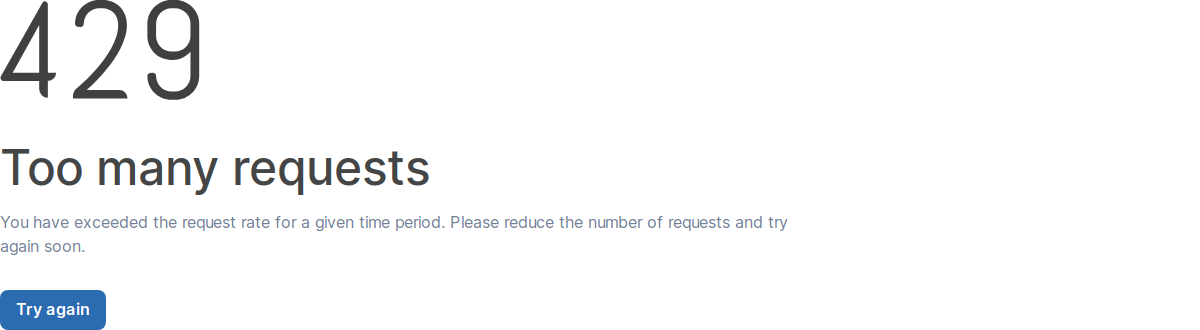 429
Too many requests
You have exceeded the request rate for a given time period. Please reduce the number of requests and try
again soon.
Try again